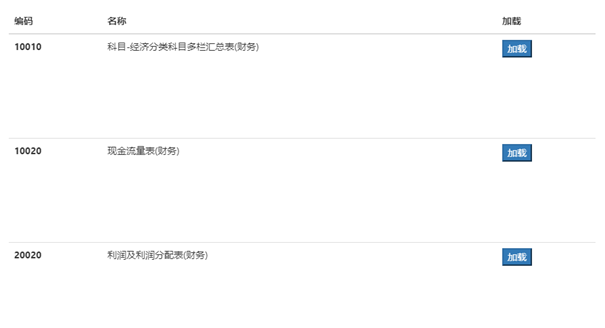 编码 名称 加载
10010 科目-经济分类科目多栏汇总表(财务) 加载
10020 现金流量表(财务) 加载
20020 利润及利润分配表(财务) 加载